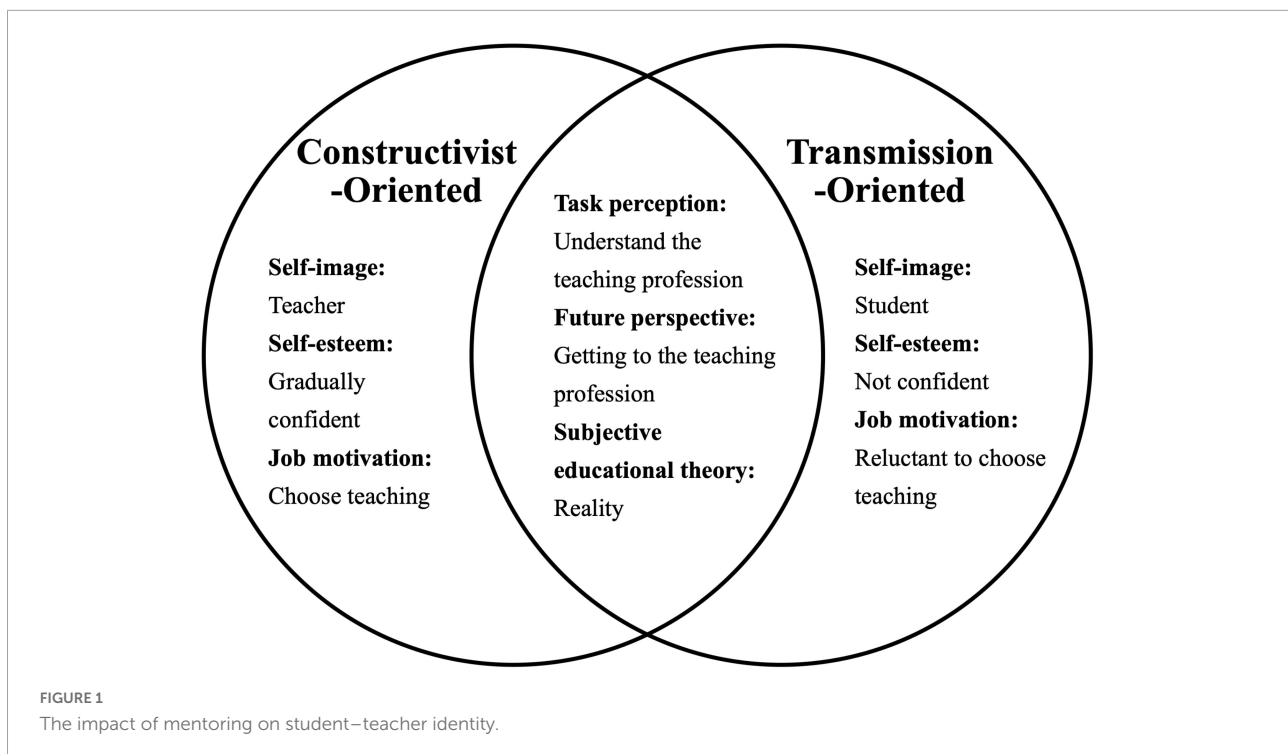 Constructivist
-Oriented
Self-image:
Teacher
Self-esteem:
Gradually
confident
Job motivation:
Choose teaching
Task perception:
Understand the
teaching profession
Future perspective:
Getting to the teaching
profession
Subjective
educational theory:
Reality
Transmission
-Oriented
Self-image:
Student
Self-esteem:
Not confident
Job motivation:
Reluctant to choose
teaching
FIGURE 1
The impact of mentoring on student–teacher identity.